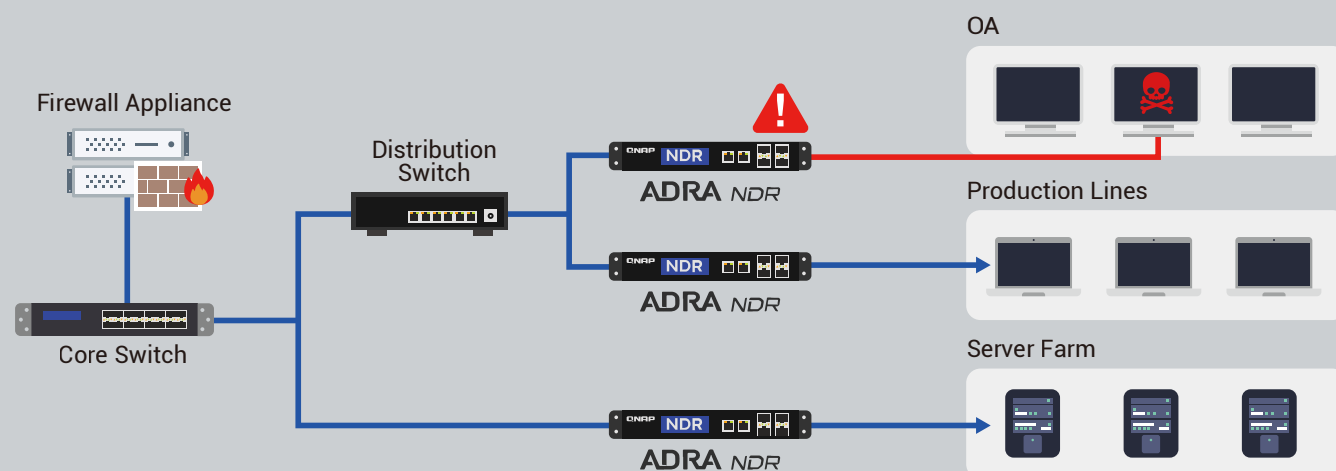 OA
Firewall Appliance
Distribution
Switch
QNAP NDR
ADRA NDR
Production Lines
QNAP NDR
ADRA NDR
Core Switch
Server Farm
QNAP NDR
ADRA NDR